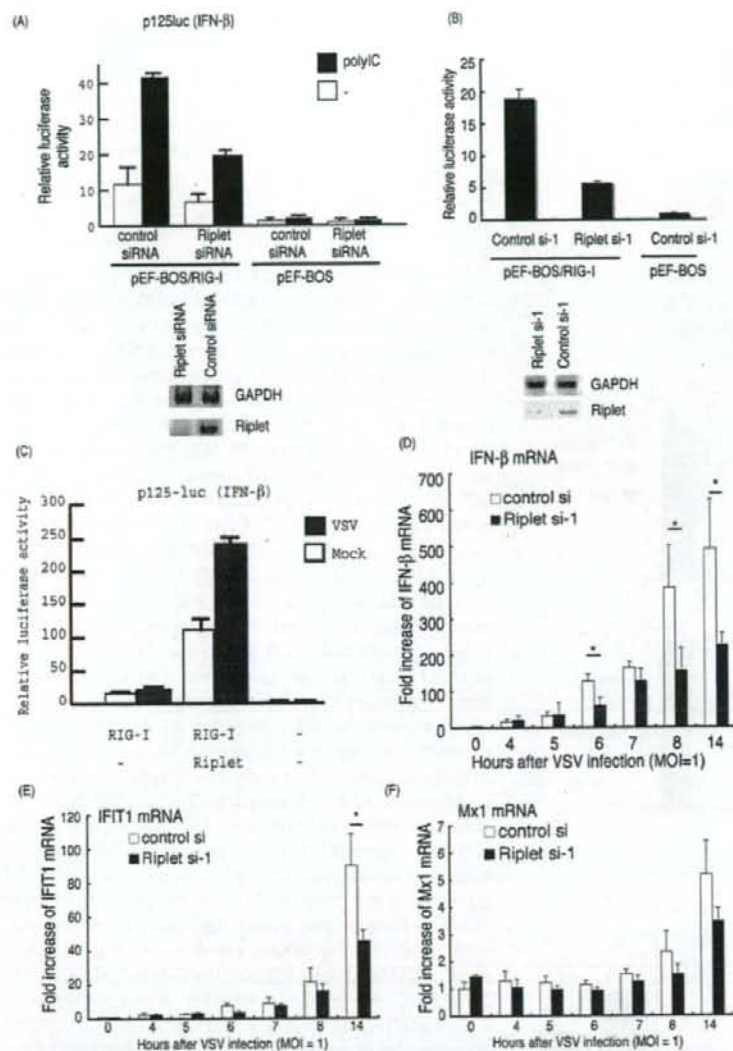 (A)
p125luc (IFN-β)
polyIC
-
Relative luciferase activity
40
30
20
10
0
control siRNA
Riplet siRNA
control siRNA
Riplet siRNA
pEF-BOS/RIG-I
pEF-BOS
Riplet siRNA
Control siRNA
GAPDH
Riplet
(B)
Relative luciferase activity
25
20
15
10
5
0
Control si-1
Riplet si-1
Control si-1
pEF-BOS/RIG-I
pEF-BOS
Riplet si-1
Control si-1
GAPDH
Riplet
(C)
p125-luc (IFN-β)
VSV
Mock
Relative luciferase activity
300
250
200
150
100
50
0
RIG-I
RIG-I
-
-
Riplet
-
(D)
IFN-β mRNA
control si
Riplet si-1
Fold increase of IFN-β mRNA
700
600
500
400
300
200
100
0
*
*
*
0 4 5 6 7 8 14
Hours after VSV infection (MOI=1)
(E)
IFIT1 mRNA
control si
Riplet si-1
Fold increase of IFIT1 mRNA
120
100
80
60
40
20
0
*
0 4 5 6 7 8 14
Hours after VSV infection (MOI = 1)
(F)
Mx1 mRNA
control si
Riplet si-1
Fold increase of Mx1 mRNA
7
6
5
4
3
2
1
0
0 4 5 6 7 8 14
Hours after VSV infection (MOI = 1)